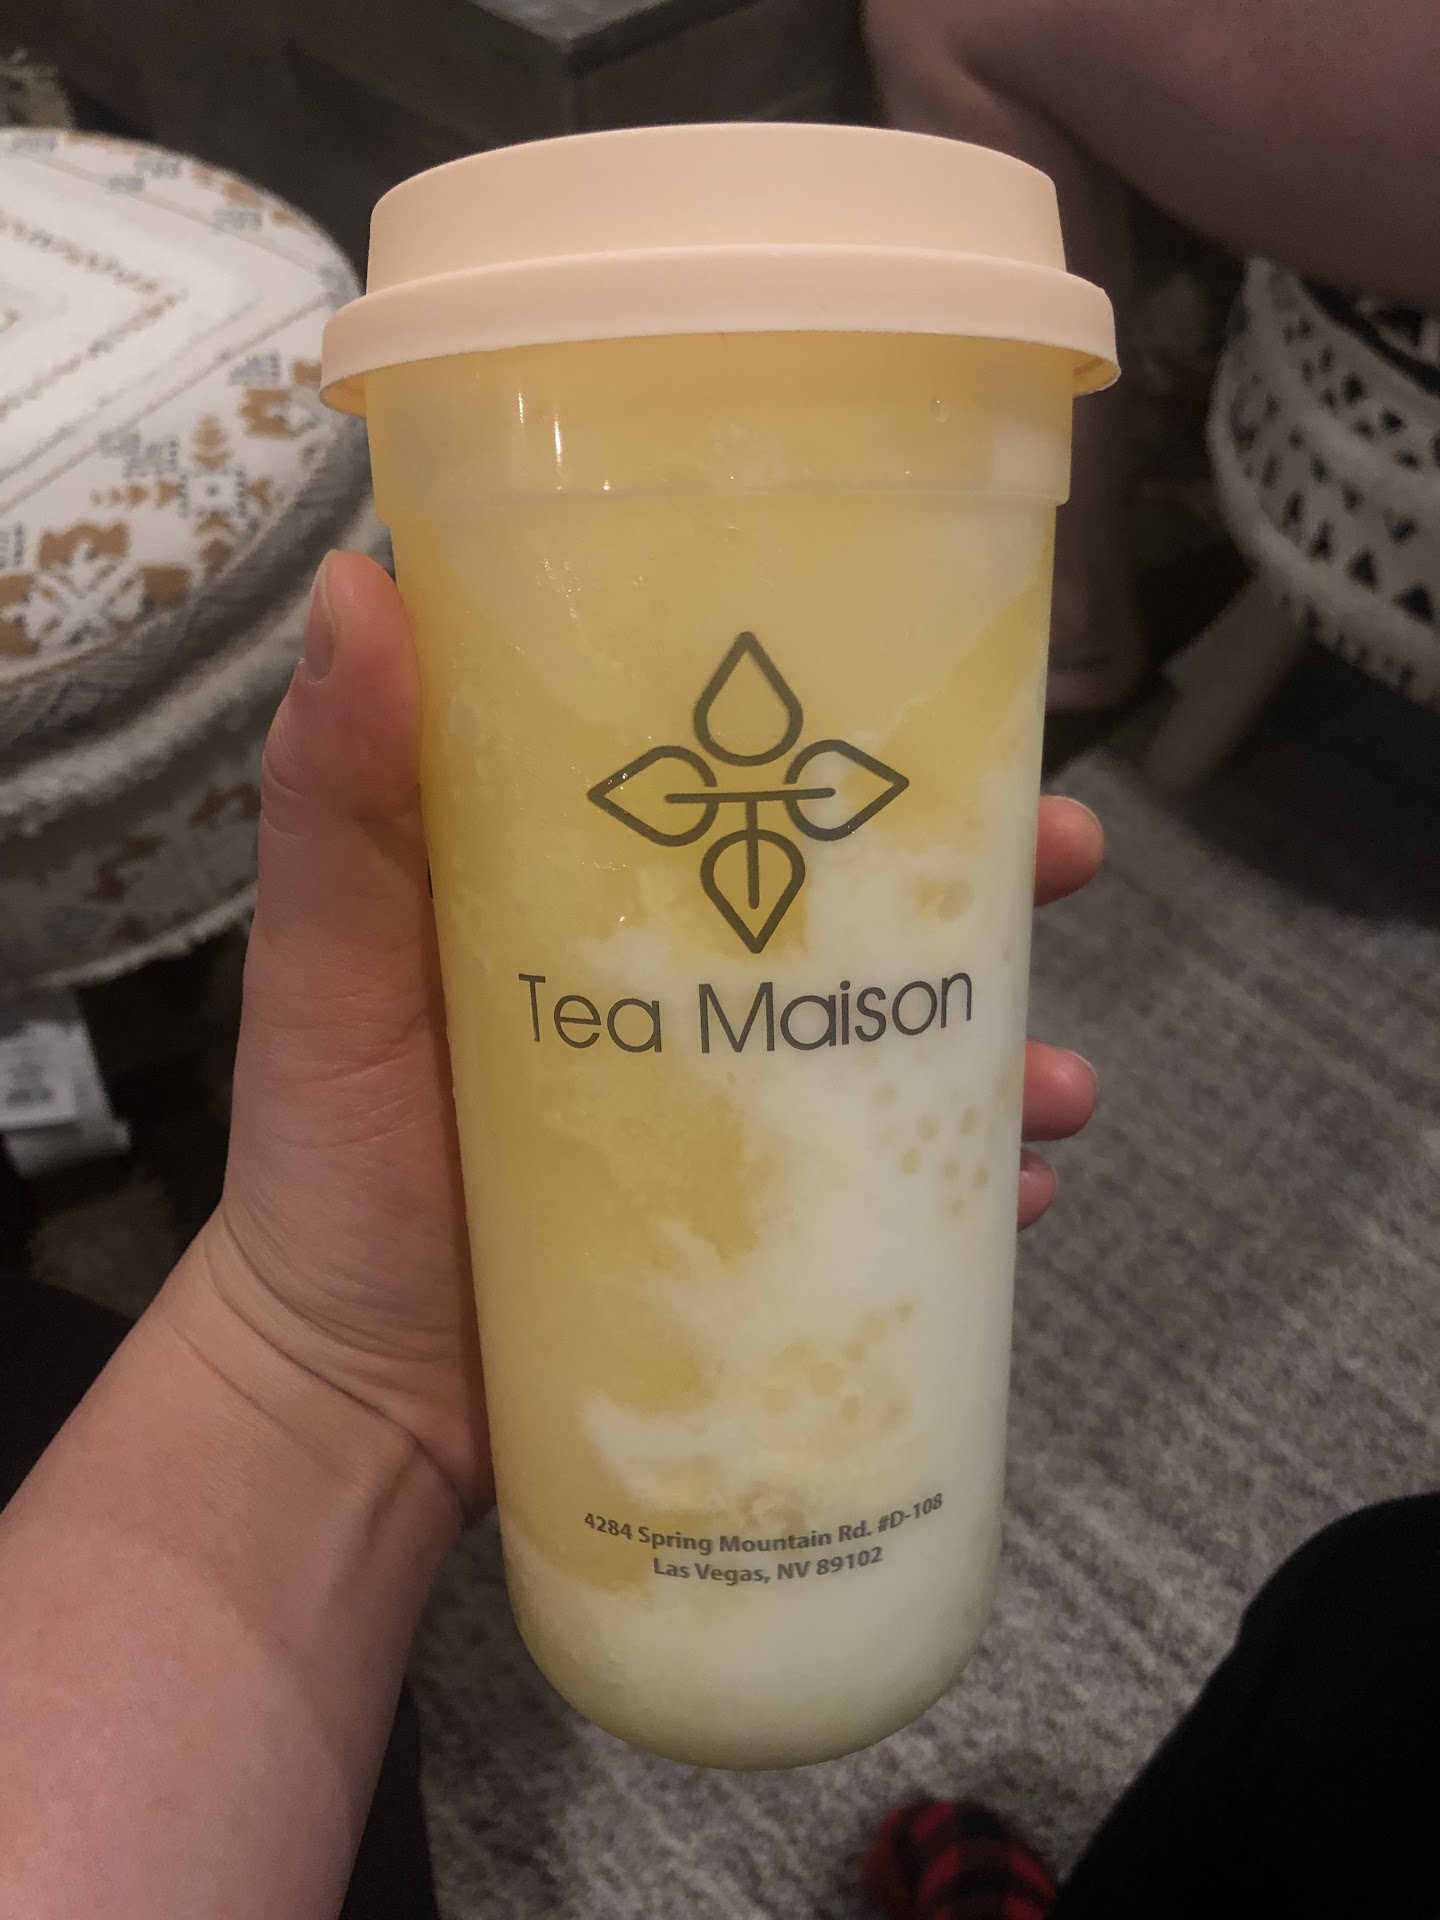 Tea Maison
4284 Spring Mountain Rd. #D-108
Las Vegas, NV 89102